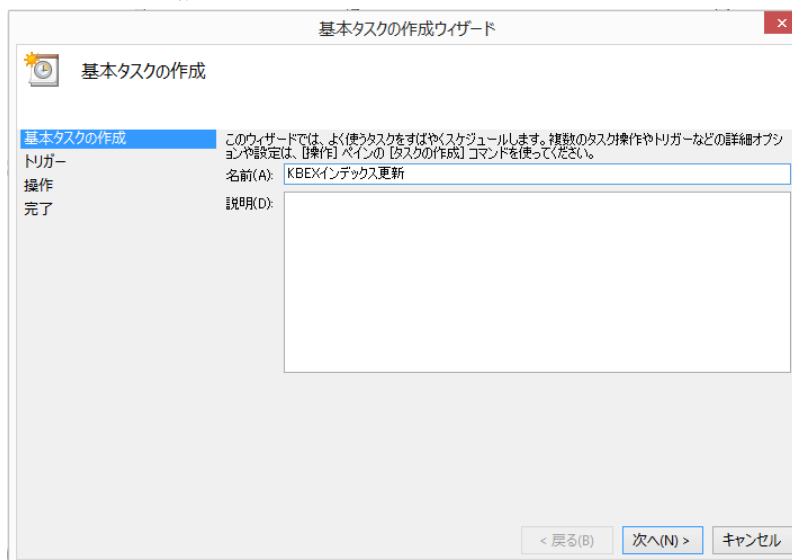 基本タスクの作成ウィザード
基本タスクの作成
基本タスクの作成
トリガー
操作
完了
このウィザードでは、よく使うタスクをすばやくスケジュールします。複数のタスク操作やトリガーなどの詳細オプシ
ョンや設定は、[操作] ペインの [タスクの作成] コマンドを使ってください。
名前(A): KBEXインデックス更新
説明(D):
< 戻る(B) 次へ(N) > キャンセル